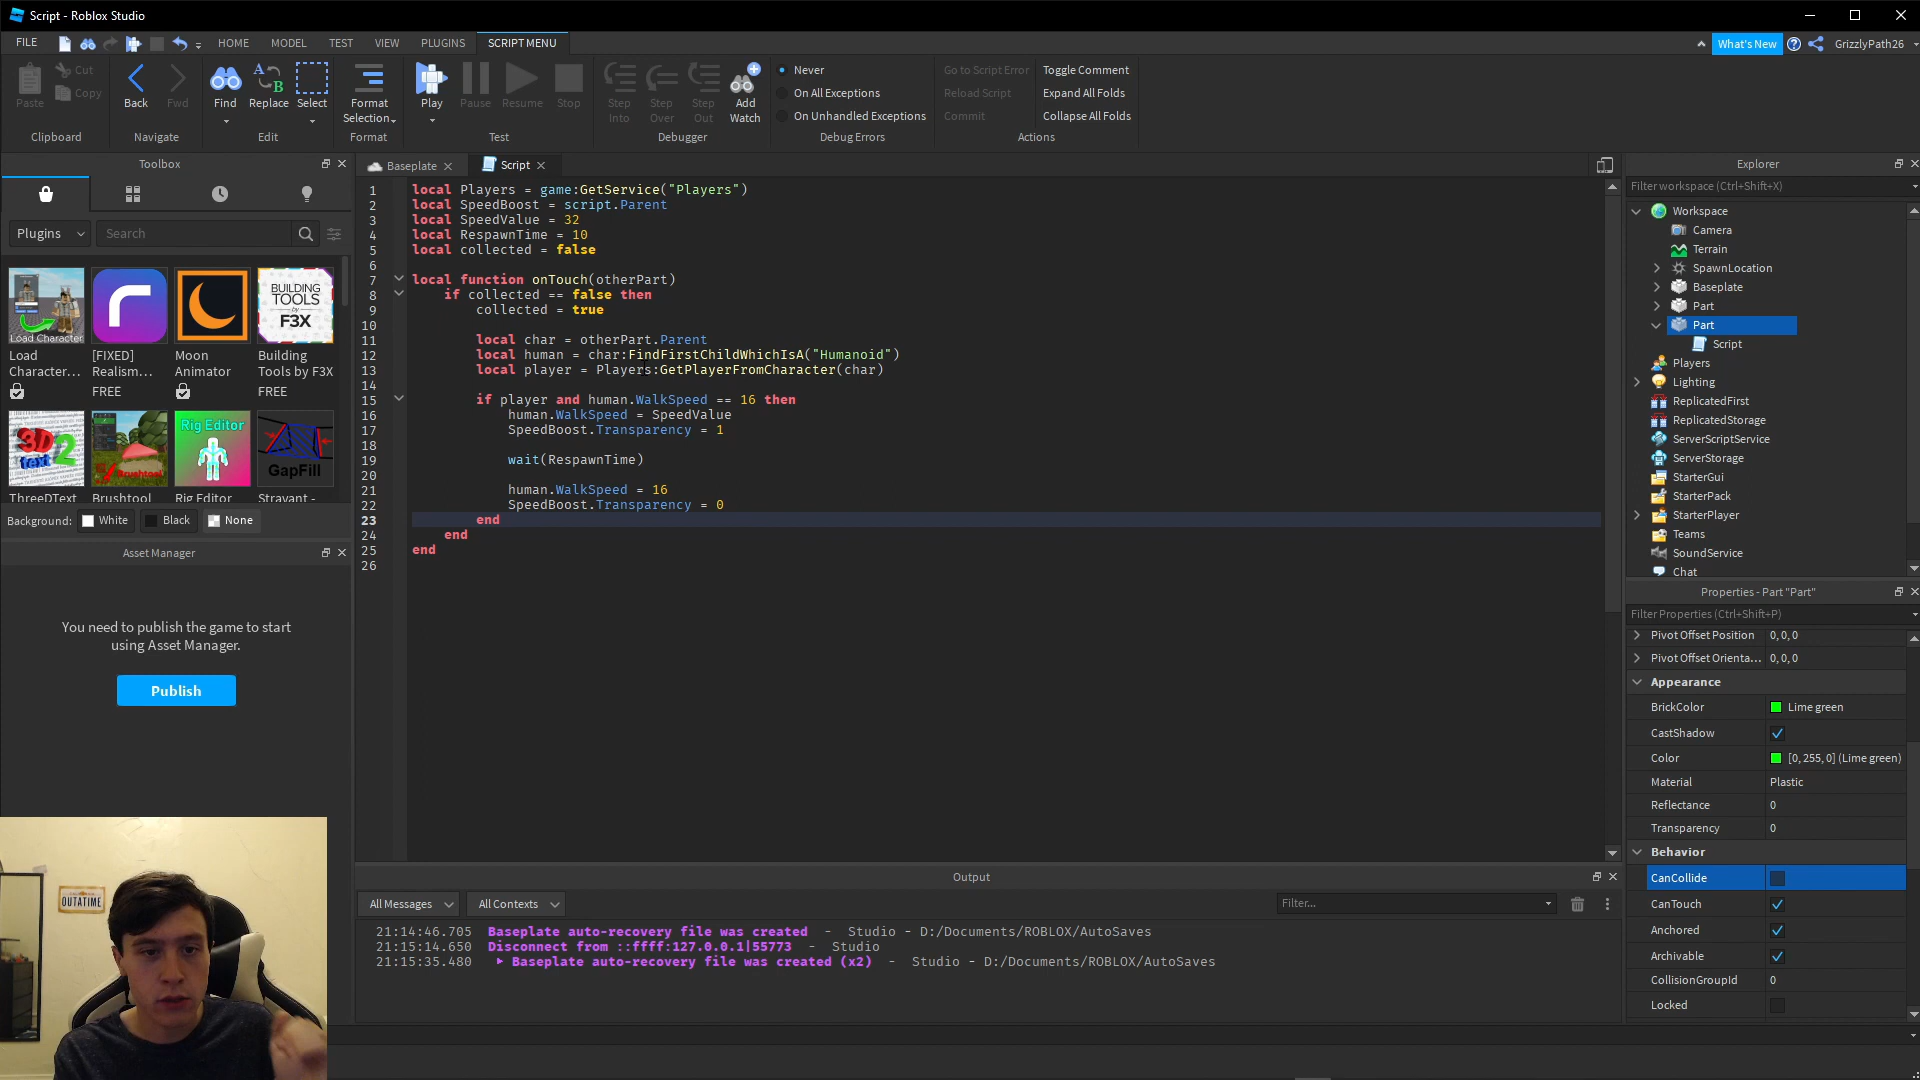 Script - Roblox Studio
FILE
HOME
MODEL
TEST
VIEW
PLUGINS
SCRIPT MENU
What's New
GrizzlyPath26
Paste
Cut
Copy
Clipboard
Back
Fwd
Navigate
Find
Replace
Select
Edit
Format
Selection
Format
Play
Pause
Resume
Stop
Test
Step
Into
Step
Over
Step
Out
Add
Watch
Debugger
Never
On All Exceptions
On Unhandled Exceptions
Debug Errors
Go to Script Error
Reload Script
Commit
Toggle Comment
Expand All Folds
Collapse All Folds
Actions
Toolbox
Plugins
Search
Load Character
Load
Character...
[FIXED]
Realism...
FREE
Moon
Animator
BUILDING
TOOLS
by
F3X
Building
Tools by F3X
FREE
3D
text 2
ThreeDText
Brushtool
Brushtool
Rig Editor
Rig Editor
GapFill
Stravant -
Background:
White
Black
None
Asset Manager
You need to publish the game to start
using Asset Manager.
Publish
OUTATIME
Baseplate
Script
1 local Players = game:GetService("Players")
2 local SpeedBoost = script.Parent
3 local SpeedValue = 32
4 local RespawnTime = 10
5 local collected = false
6
7 local function onTouch(otherPart)
8 if collected == false then
9 collected = true
10
11 local char = otherPart.Parent
12 local human = char:FindFirstChildWhichIsA("Humanoid")
13 local player = Players:GetPlayerFromCharacter(char)
14
15 if player and human.WalkSpeed == 16 then
16 human.WalkSpeed = SpeedValue
17 SpeedBoost.Transparency = 1
18
19 wait(RespawnTime)
20
21 human.WalkSpeed = 16
22 SpeedBoost.Transparency = 0
23 end
24 end
25 end
26
Output
All Messages
All Contexts
Filter...
21:14:46.705 Baseplate auto-recovery file was created - Studio - D:/Documents/ROBLOX/AutoSaves
21:15:14.650 Disconnect from ::ffff:127.0.0.1|55773 - Studio
21:15:35.480 Baseplate auto-recovery file was created (x2) - Studio - D:/Documents/ROBLOX/AutoSaves
Explorer
Filter workspace (Ctrl+Shift+X)
Workspace
Camera
Terrain
SpawnLocation
Baseplate
Part
Part
Script
Players
Lighting
ReplicatedFirst
ReplicatedStorage
ServerScriptService
ServerStorage
StarterGui
StarterPack
StarterPlayer
Teams
SoundService
Chat
Properties - Part "Part"
Filter Properties (Ctrl+Shift+P)
Pivot Offset Position 0, 0, 0
Pivot Offset Orienta... 0, 0, 0
Appearance
BrickColor Lime green
CastShadow
Color [0, 255, 0] (Lime green)
Material Plastic
Reflectance 0
Transparency 0
Behavior
CanCollide
CanTouch
Anchored
Archivable
CollisionGroupId 0
Locked